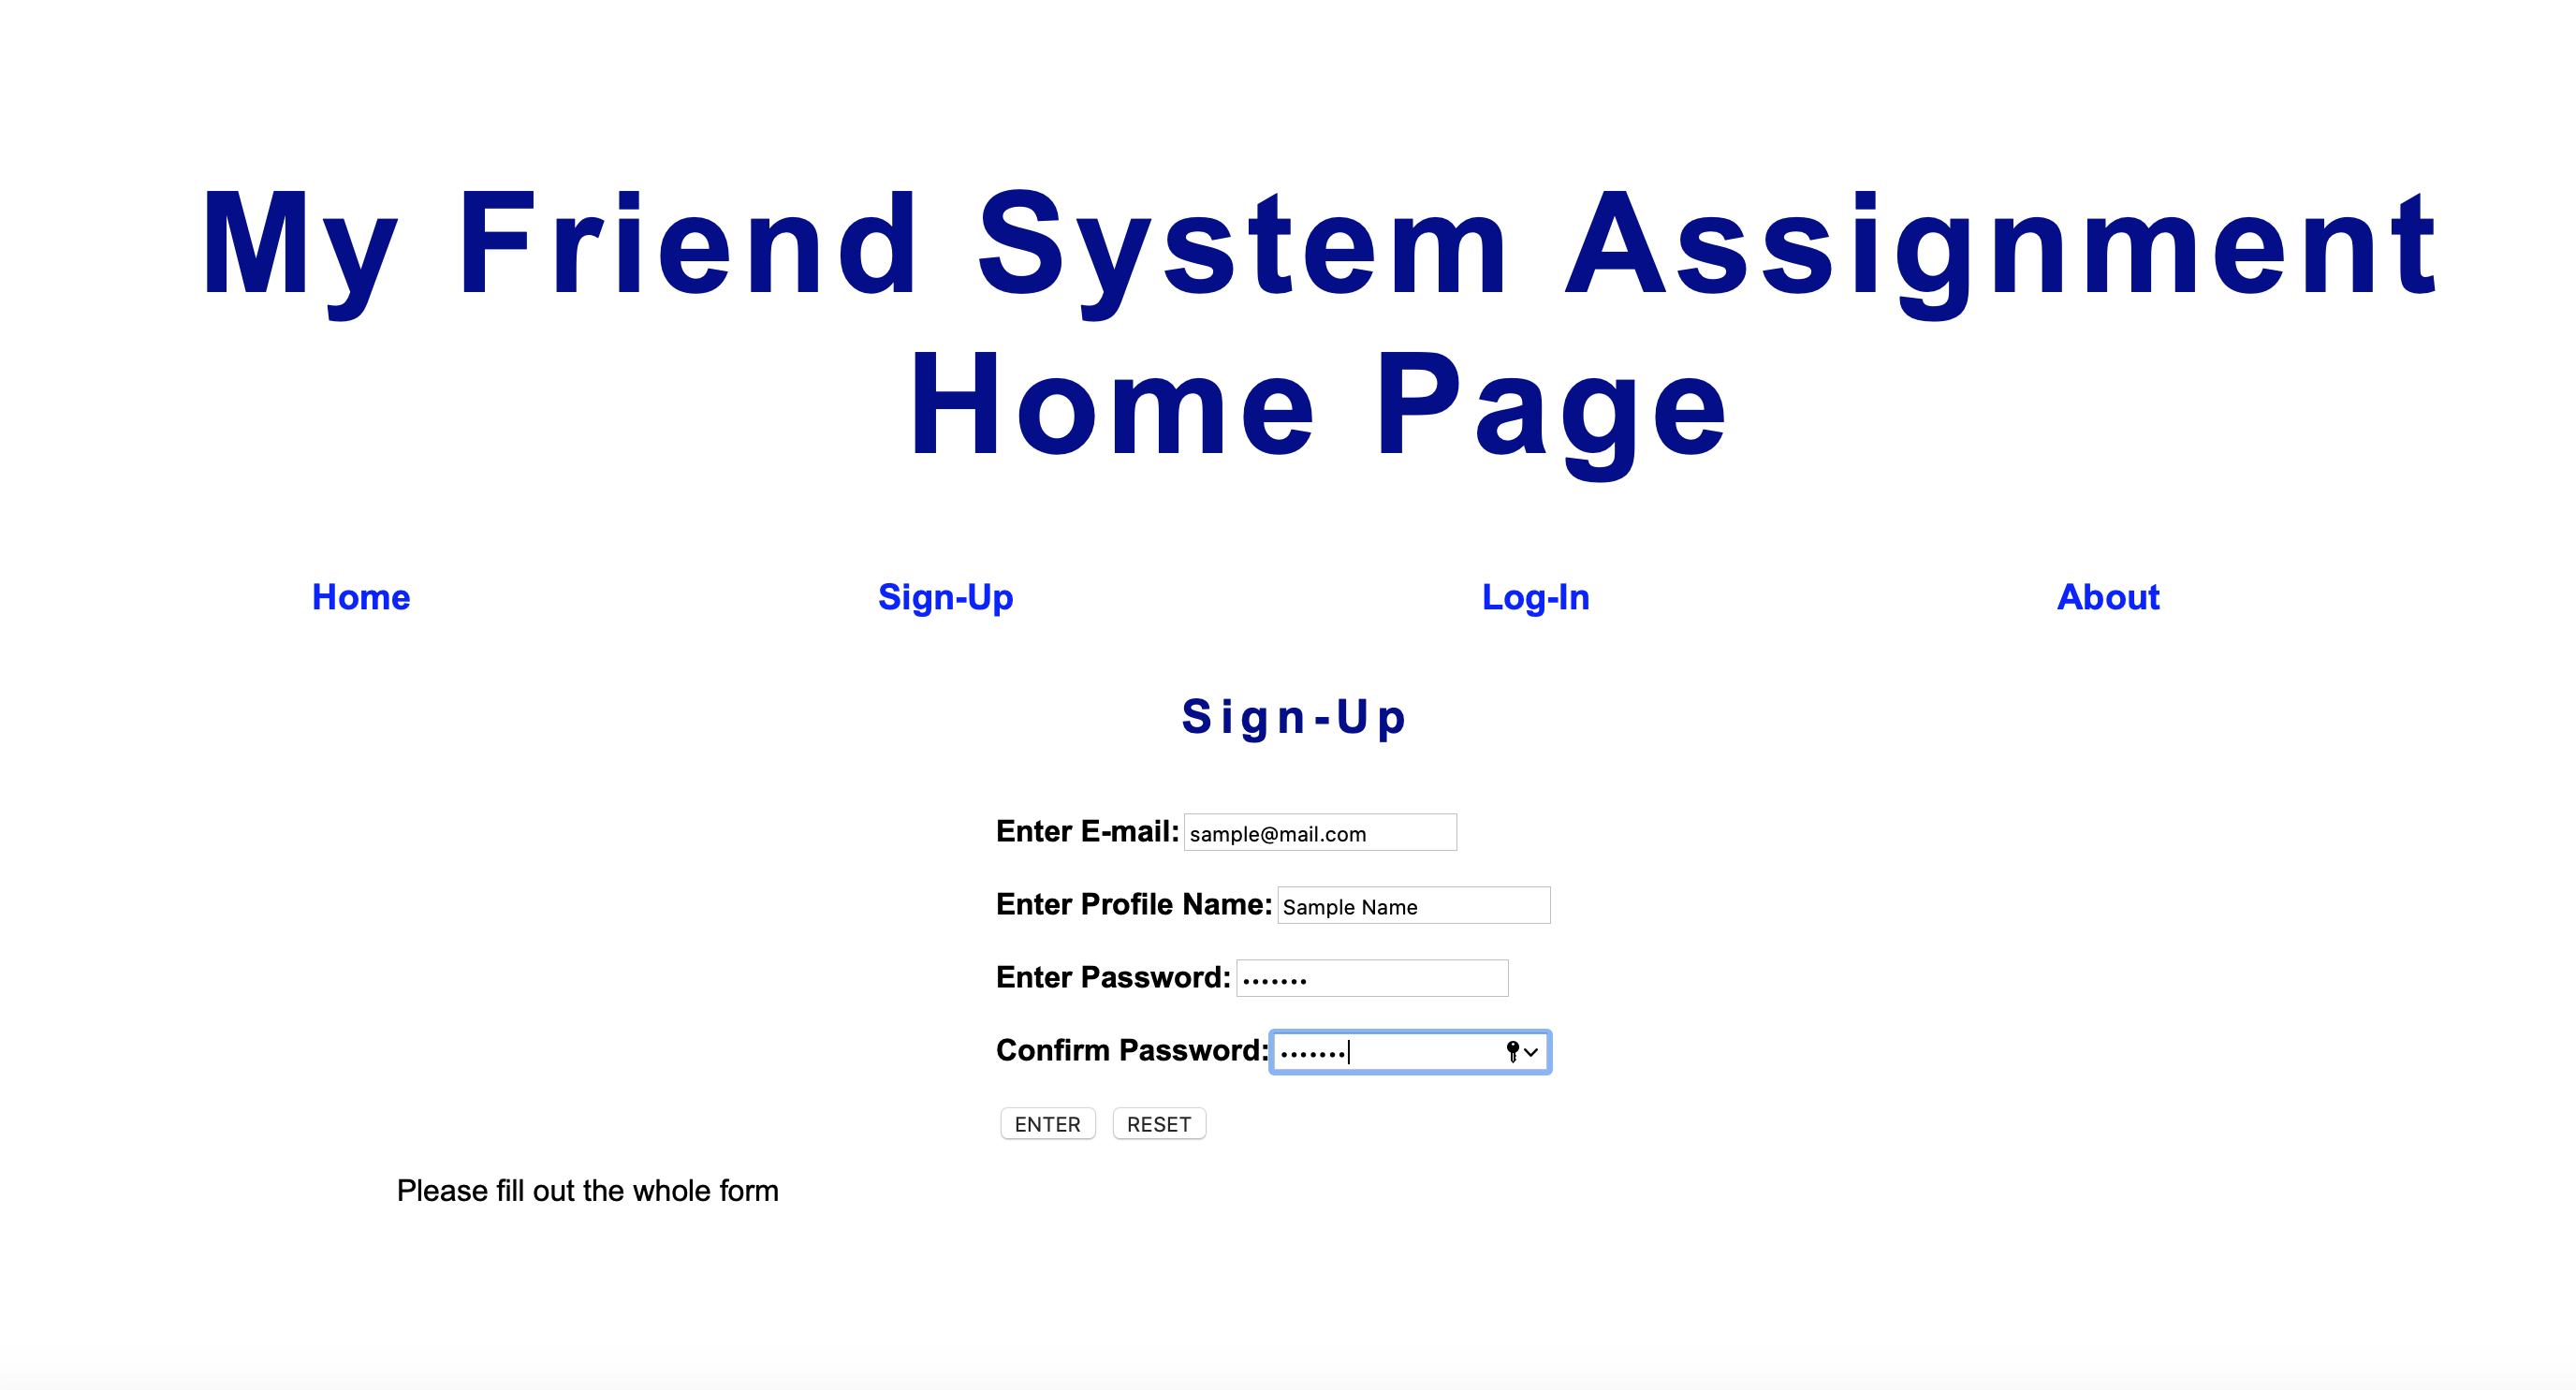 My Friend System Assignment
Home Page
Home Sign-Up Log-In About
Sign-Up
Enter E-mail: sample@mail.com
Enter Profile Name: Sample Name
Enter Password: •••••••
Confirm Password: •••••••
ENTER RESET
Please fill out the whole form